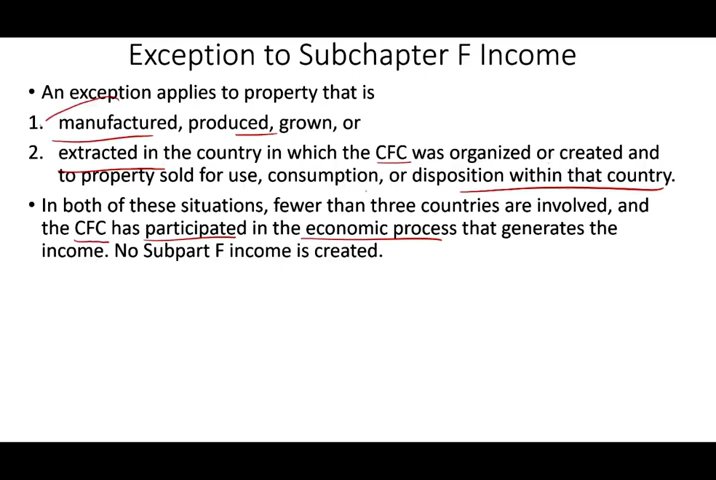 Exception to Subchapter F Income
• An exception applies to property that is
1. manufactured, produced, grown, or
2. extracted in the country in which the CFC was organized or created and
to property sold for use, consumption, or disposition within that country.
• In both of these situations, fewer than three countries are involved, and
the CFC has participated in the economic process that generates the
income. No Subpart F income is created.